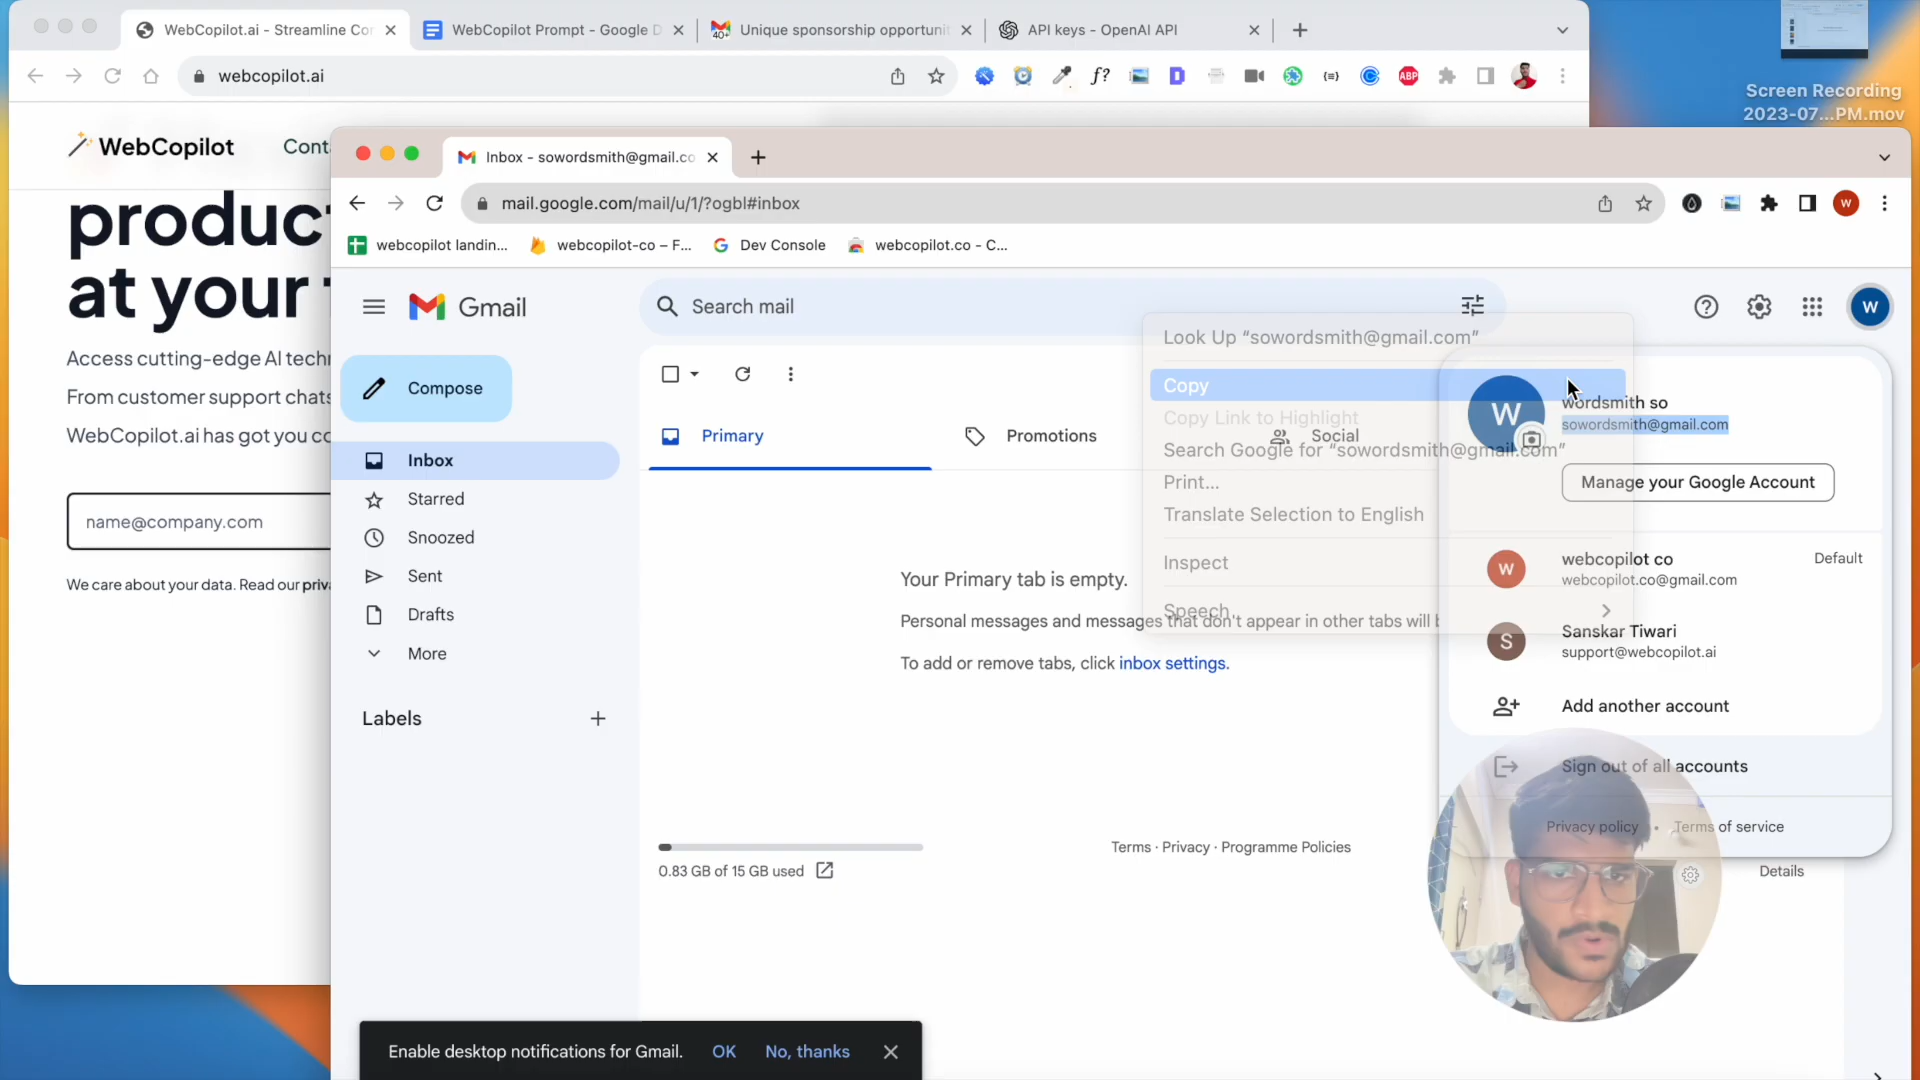 WebCopilot.ai - Streamline Cor
WebCopilot Prompt - Google D
40+
Unique sponsorship opportunit
API keys - OpenAI API
webcopilot.ai
f?
D
{=}
ABP
Screen Recording
2023-07...PM.mov
WebCopilot
Cont
produc
at your
Access cutting-edge AI techr
From customer support chats
WebCopilot.ai has got you co
name@company.com
We care about your data. Read our priva
Inbox - sowordsmith@gmail.co
mail.google.com/mail/u/1/?ogbl#inbox
W
webcopilot landin...
webcopilot-co – F...
Dev Console
webcopilot.co - C...
Gmail
Search mail
W
Compose
Inbox
Starred
Snoozed
Sent
Drafts
More
Labels
Primary
Promotions
Social
Your Primary tab is empty.
Personal messages and messages that don't appear in other tabs will b
To add or remove tabs, click inbox settings.
0.83 GB of 15 GB used
Terms · Privacy · Programme Policies
Details
Look Up “sowordsmith@gmail.com”
Copy
Copy Link to Highlight
Search Google for “sowordsmith@gmail.com”
Print...
Translate Selection to English
Inspect
Speech
W
wordsmith so
sowordsmith@gmail.com
Manage your Google Account
W
webcopilot co
Default
webcopilot.co@gmail.com
S
Sanskar Tiwari
support@webcopilot.ai
Add another account
Sign out of all accounts
Privacy policy • Terms of service
Enable desktop notifications for Gmail.
OK
No, thanks